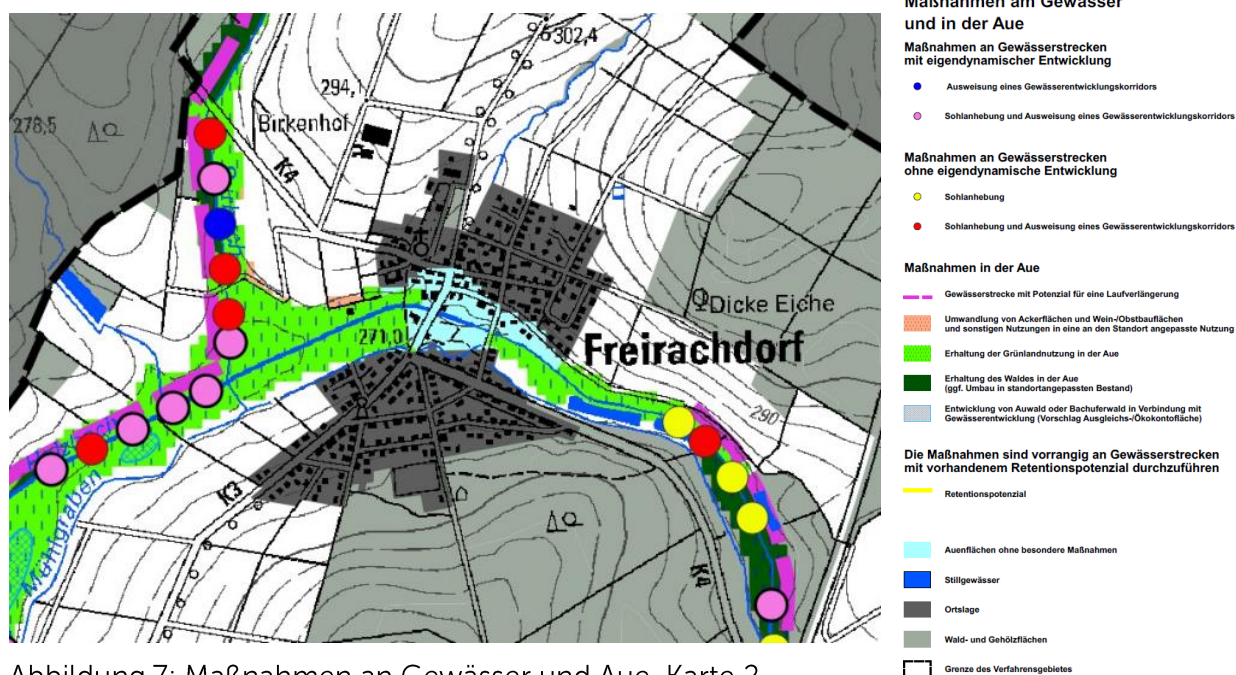 302,4
294,1
278,5
Birkenhof
K4
Dicke Eiche
271,0
Freirachdorf
290
K3
Mühlgraben
K4
Abbildung 7: Maßnahmen an Gewässer und Aue, Karte 2
Maßnahmen am Gewässer
und in der Aue
Maßnahmen an Gewässerstrecken
mit eigendynamischer Entwicklung
Ausweisung eines Gewässerentwicklungskorridors
Sohlanhebung und Ausweisung eines Gewässerentwicklungskorridors
Maßnahmen an Gewässerstrecken
ohne eigendynamische Entwicklung
Sohlanhebung
Sohlanhebung und Ausweisung eines Gewässerentwicklungskorridors
Maßnahmen in der Aue
Gewässerstrecke mit Potenzial für eine Laufverlängerung
Umwandlung von Ackerflächen und Wein-/Obstbauflächen
und sonstigen Nutzungen in eine an den Standort angepasste Nutzung
Erhaltung der Grünlandnutzung in der Aue
Erhaltung des Waldes in der Aue
(ggf. Umbau in standortangepassten Bestand)
Entwicklung von Auwald oder Bachuferwald in Verbindung mit
Gewässerentwicklung (Vorschlag Ausgleichs-/Ökokontofläche)
Die Maßnahmen sind vorrangig an Gewässerstrecken
mit vorhandenem Retentionspotenzial durchzuführen
Retentionspotenzial
Auenflächen ohne besondere Maßnahmen
Stillgewässer
Ortslage
Wald- und Gehölzflächen
Grenze des Verfahrensgebietes